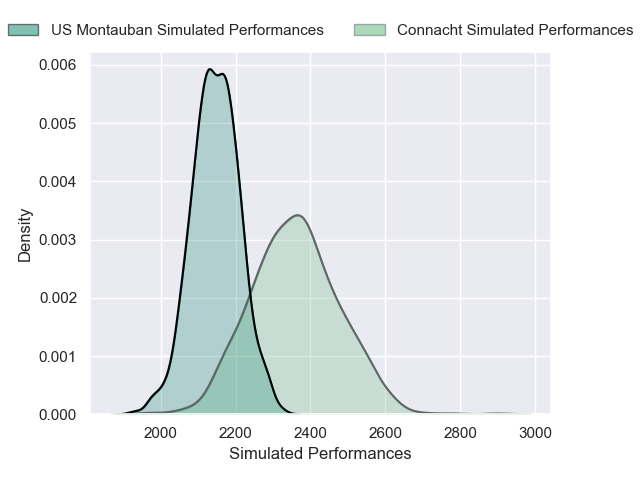 US Montauban Simulated Performances Connacht Simulated Performances
0.006
0.005
0.004
0.003
0.002
0.001
0.000
Density
2000 2200 2400 2600 2800 3000
Simulated Performances